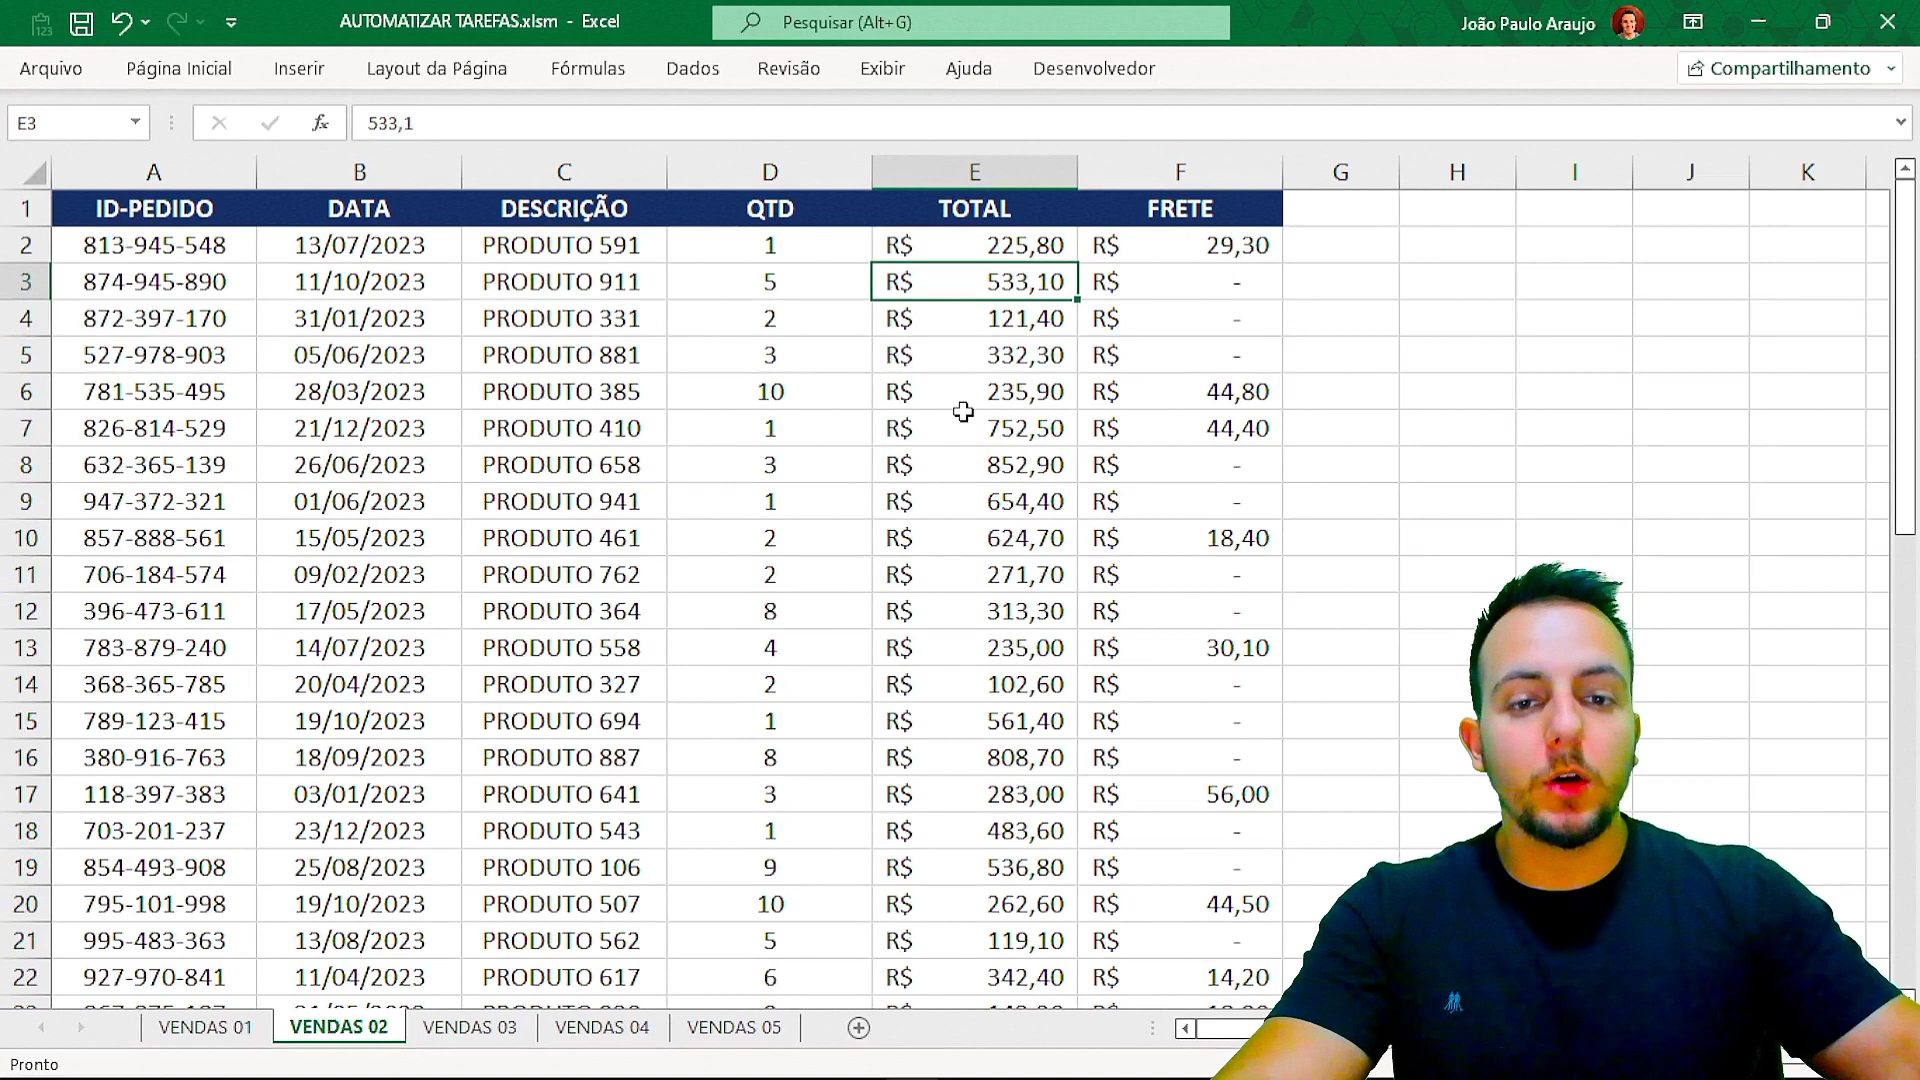 AUTOMATIZAR TAREFAS.xlsm - Excel
Pesquisar (Alt+G)
João Paulo Araujo
Arquivo Página Inicial Inserir Layout da Página Fórmulas Dados Revisão Exibir Ajuda Desenvolvedor Compartilhamento
E3 fx 533,1
A B C D E F G H I J K
1 ID-PEDIDO DATA DESCRIÇÃO QTD TOTAL FRETE
2 813-945-548 13/07/2023 PRODUTO 591 1 R$ 225,80 R$ 29,30
3 874-945-890 11/10/2023 PRODUTO 911 5 R$ 533,10 R$ -
4 872-397-170 31/01/2023 PRODUTO 331 2 R$ 121,40 R$ -
5 527-978-903 05/06/2023 PRODUTO 881 3 R$ 332,30 R$ -
6 781-535-495 28/03/2023 PRODUTO 385 10 R$ 235,90 R$ 44,80
7 826-814-529 21/12/2023 PRODUTO 410 1 R$ 752,50 R$ 44,40
8 632-365-139 26/06/2023 PRODUTO 658 3 R$ 852,90 R$ -
9 947-372-321 01/06/2023 PRODUTO 941 1 R$ 654,40 R$ -
10 857-888-561 15/05/2023 PRODUTO 461 2 R$ 624,70 R$ 18,40
11 706-184-574 09/02/2023 PRODUTO 762 2 R$ 271,70 R$ -
12 396-473-611 17/05/2023 PRODUTO 364 8 R$ 313,30 R$ -
13 783-879-240 14/07/2023 PRODUTO 558 4 R$ 235,00 R$ 30,10
14 368-365-785 20/04/2023 PRODUTO 327 2 R$ 102,60 R$ -
15 789-123-415 19/10/2023 PRODUTO 694 1 R$ 561,40 R$ -
16 380-916-763 18/09/2023 PRODUTO 887 8 R$ 808,70 R$ -
17 118-397-383 03/01/2023 PRODUTO 641 3 R$ 283,00 R$ 56,00
18 703-201-237 23/12/2023 PRODUTO 543 1 R$ 483,60 R$ -
19 854-493-908 25/08/2023 PRODUTO 106 9 R$ 536,80 R$ -
20 795-101-998 19/10/2023 PRODUTO 507 10 R$ 262,60 R$ 44,50
21 995-483-363 13/08/2023 PRODUTO 562 5 R$ 119,10 R$ -
22 927-970-841 11/04/2023 PRODUTO 617 6 R$ 342,40 R$ 14,20
VENDAS 01 VENDAS 02 VENDAS 03 VENDAS 04 VENDAS 05
Pronto